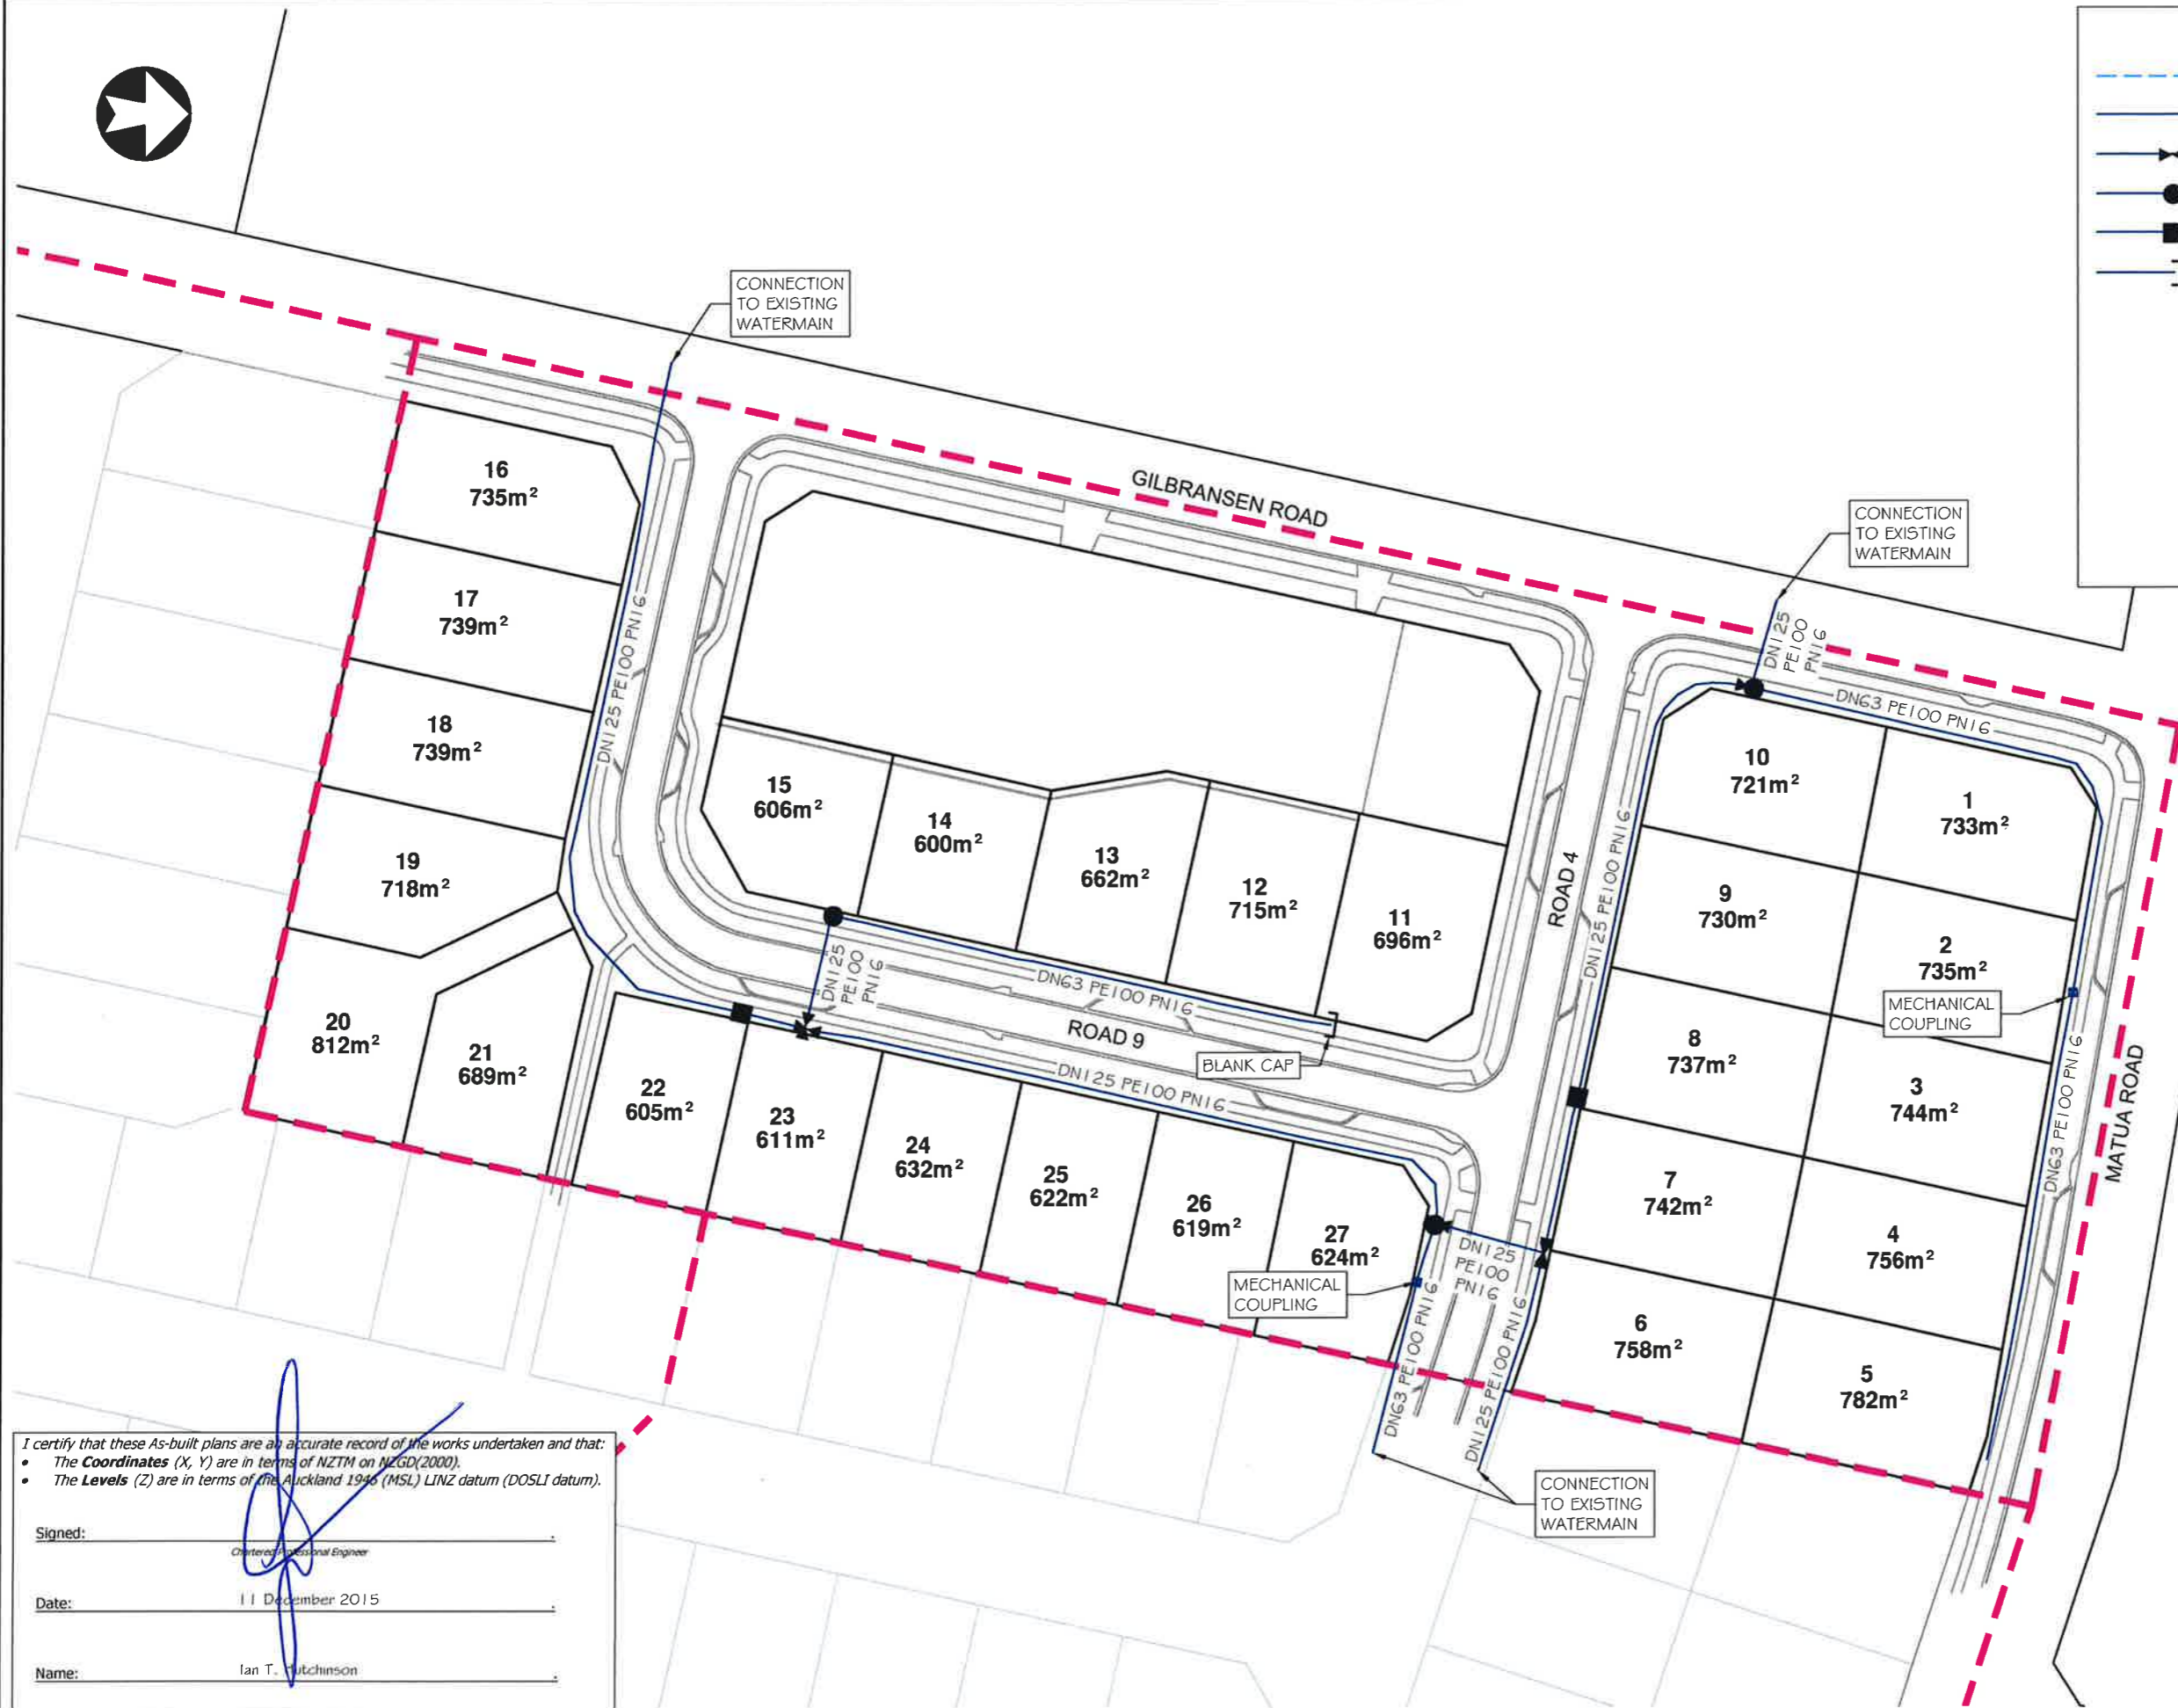 CONNECTION
TO EXISTING
WATERMAIN
GILBRANSEN ROAD
CONNECTION
TO EXISTING
WATERMAIN
16
735m²
17
739m²
18
739m²
19
718m²
20
812m²
21
689m²
DN125 PE100 PN16
15
606m²
14
600m²
13
662m²
12
715m²
11
696m²
ROAD 4
DN125 PE100 PN16
DN125
PE100
PN16
DN63 PE100 PN16
10
721m²
1
733m²
9
730m²
2
735m²
MECHANICAL
COUPLING
8
737m²
3
744m²
7
742m²
4
756m²
6
758m²
5
782m²
DN63 PE100 PN16
MATUA ROAD
DN125
PE100
PN16
DN63 PE100 PN16
ROAD 9
BLANK CAP
DN125 PE100 PN16
22
605m²
23
611m²
24
632m²
25
622m²
26
619m²
27
624m²
MECHANICAL
COUPLING
DN125
PE100
PN16
DN63 PE100 PN16
DN125 PE100 PN16
CONNECTION
TO EXISTING
WATERMAIN
I certify that these As-built plans are an accurate record of the works undertaken and that:
• The Coordinates (X, Y) are in terms of NZTM on NZGD(2000).
• The Levels (Z) are in terms of the Auckland 1946 (MSL) LINZ datum (DOSLI datum).
Signed:
Chartered Professional Engineer
Date: 11 December 2015
Name: Ian T. Hutchinson